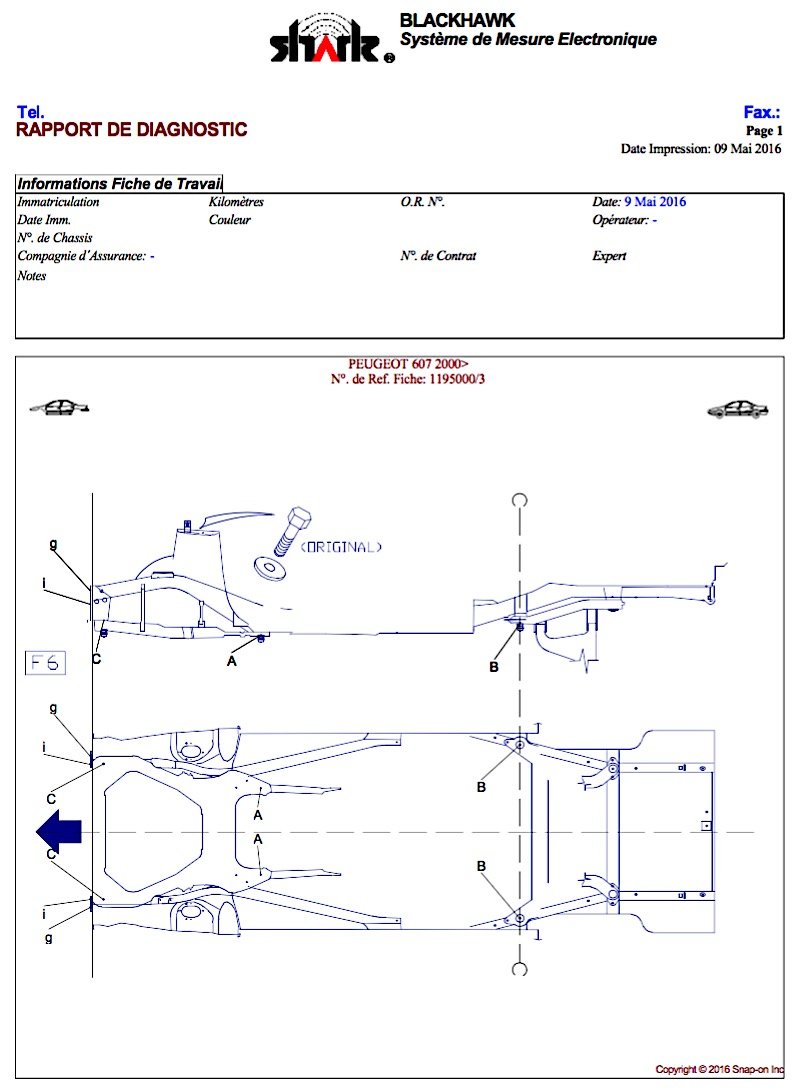 shark® BLACKHAWK
Système de Mesure Electronique
Tel. Fax.:
RAPPORT DE DIAGNOSTIC Page 1
Date Impression: 09 Mai 2016
Informations Fiche de Travail
Immatriculation Kilomètres O.R. N°. Date: 9 Mai 2016
Date Imm. Couleur Opérateur: -
N°. de Chassis
Compagnie d'Assurance: - N°. de Contrat Expert
Notes
PEUGEOT 607 2000>
N°. de Ref. Fiche: 1195000/3
g
(ORIGINAL)
i
C A B
F6
g
i
B
C
A
A
C B
i
g
Copyright © 2016 Snap-on Inc